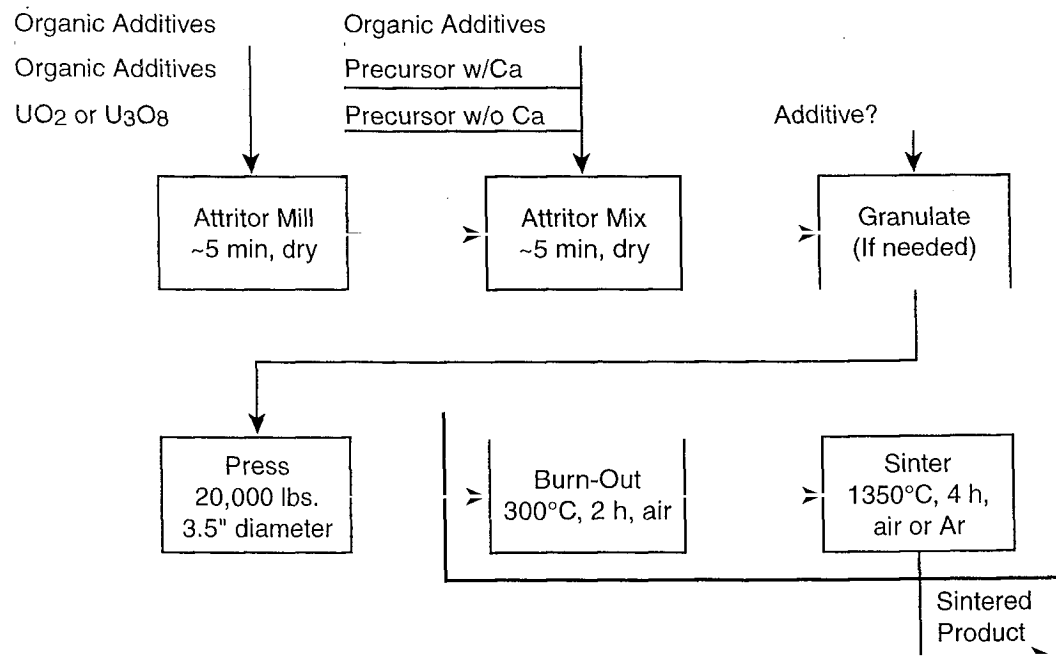 Organic Additives
Organic Additives
UO2 or U3O8
Organic Additives
Precursor w/Ca
Precursor w/o Ca
Additive?
Attritor Mill
~5 min, dry
Attritor Mix
~5 min, dry
Granulate
(If needed)
Press
20,000 lbs.
3.5" diameter
Burn-Out
300°C, 2 h, air
Sinter
1350°C, 4 h,
air or Ar
Sintered
Product